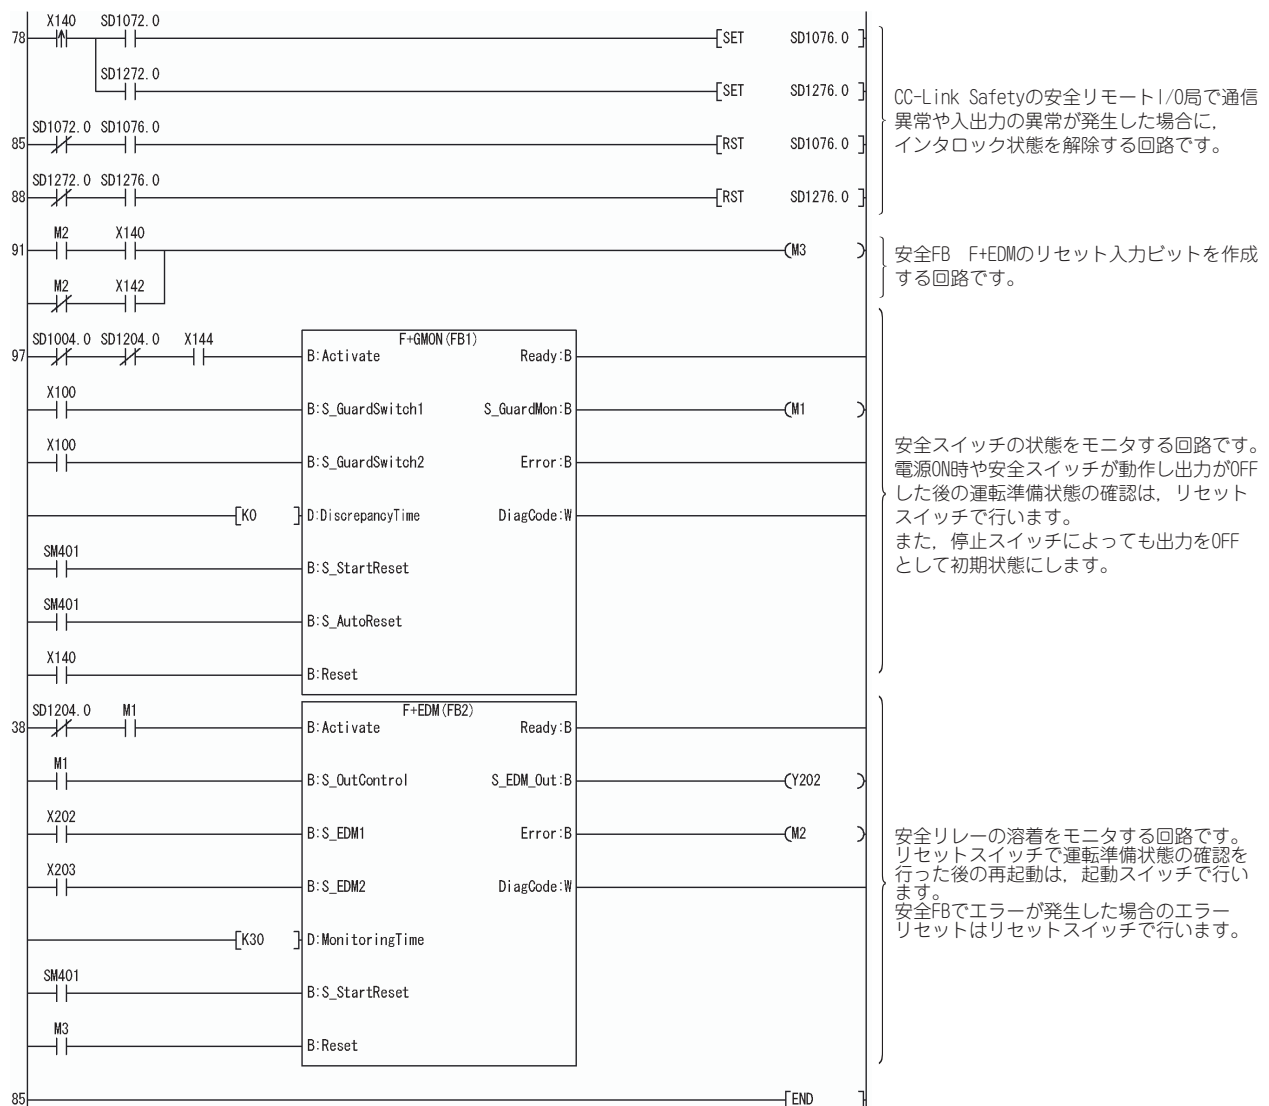 X140 SD1072.0
78 [SET SD1076.0 ]
SD1272.0
[SET SD1276.0 ]
CC-Link Safetyの安全リモートI/O局で通信
異常や入出力の異常が発生した場合に,
インタロック状態を解除する回路です。
SD1072.0 SD1076.0
85 [RST SD1076.0 ]
SD1272.0 SD1276.0
88 [RST SD1276.0 ]
M2 X140
91 (M3 )
M2 X142
安全FB F+EDMのリセット入力ビットを作成
する回路です。
F+GMON(FB1)
SD1004.0 SD1204.0 X144
97 B:Activate Ready:B
X100
B:S_GuardSwitch1 S_GuardMon:B (M1 )
X100
B:S_GuardSwitch2 Error:B
[K0 ] D:DiscrepancyTime DiagCode:W
SM401
B:S_StartReset
SM401
B:S_AutoReset
X140
B:Reset
安全スイッチの状態をモニタする回路です。
電源ON時や安全スイッチが動作し出力がOFF
した後の運転準備状態の確認は, リセット
スイッチで行います。
また, 停止スイッチによっても出力をOFF
として初期状態にします。
F+EDM(FB2)
SD1204.0 M1
38 B:Activate Ready:B
M1
B:S_OutControl S_EDM_Out:B (Y202 )
X202
B:S_EDM1 Error:B (M2 )
X203
B:S_EDM2 DiagCode:W
[K30 ] D:MonitoringTime
SM401
B:S_StartReset
M3
B:Reset
安全リレーの溶着をモニタする回路です。
リセットスイッチで運転準備状態の確認を
行った後の再起動は, 起動スイッチで行い
ます。
安全FBでエラーが発生した場合のエラー
リセットはリセットスイッチで行います。
85 [END ]